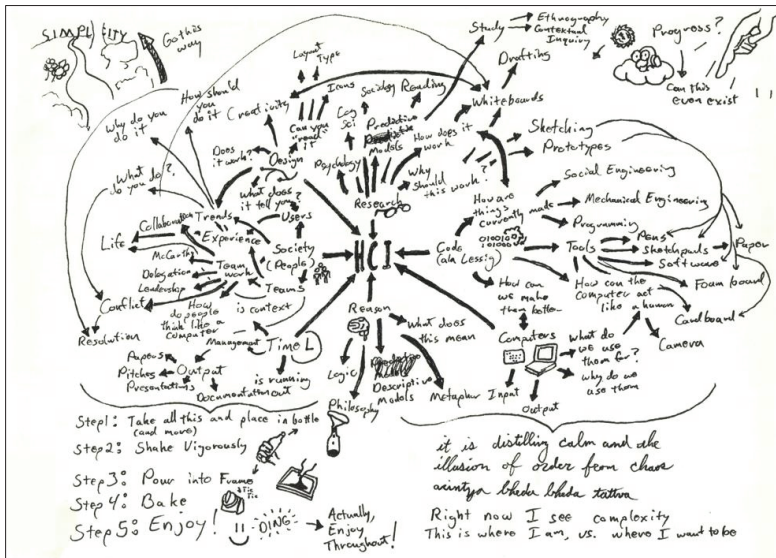 SIMPLICITY
Go this
way
Study
Ethnography
Contextual
Inquiry
Progress?
Can this
even exist
Layout
Type
Icons
Sociology
Reading
Drafting
Whiteboards
How should
you
do it
Creativity
Why do you
do it
Does
it work?
Design
Can you
"read"
it
Cog
Sci
Predictive
Models
How does it
work
Sketching
Prototypes
What do
you do?
What does
it tell you?
Psychology
Research
Why
should
this work?
How are
things
currently made
Social Engineering
Mechanical Engineering
Programming
Collaboration
Trends
Users
Life
Experience
McCarthy
Team
work
Society
(People)
HCI
Code
(ala Lessig)
Tools
Pens
Sketchpads
Software
Paper
Delegation
Leadership
Teams
How can
we make
them better
How can the
computer act
like a human
Foam board
Conflict
How
do people
think like a
computer
is context
Reason
Cardboard
Resolution
Management
Time
What does
this mean
Computers
What do
we use
them for?
why do we
use them
Camera
Papers
Pitches
Presentations
Output
Documentation
is running
out
Logic
Philosophy
Descriptive
Models
Metaphor
Input
Output
Step1: Take all this and place in bottle
(and more)
Step2: Shake Vigorously
Step3: Pour into Frame
Step4: Bake
Step5: Enjoy!
DING
Actually,
Enjoy
Throughout!
it is distilling calm and the
illusion of order from chaos
acintya bheda bheda tattva
Right now I see complexity
This is where I am, vs. where I want to be